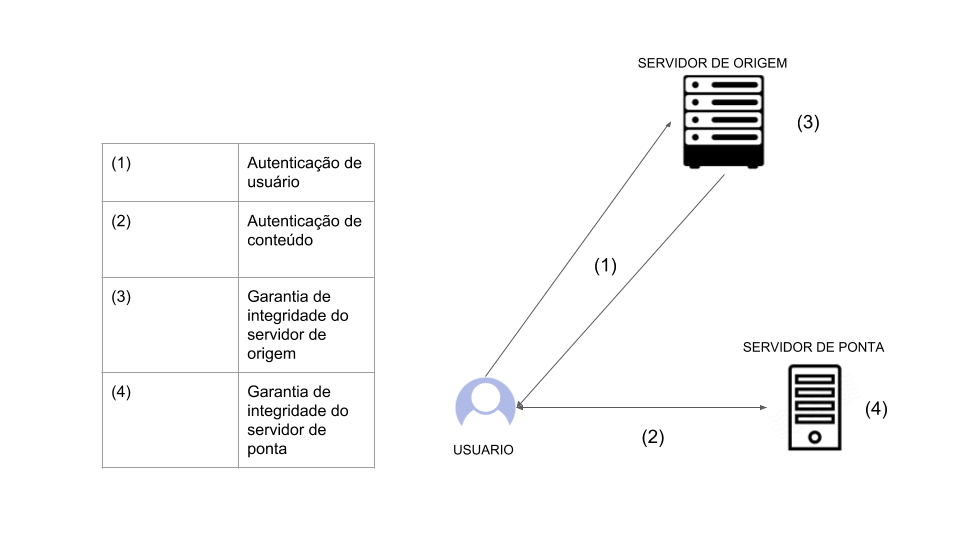 (1)
Autenticação de
usuário
(2)
Autenticação de
conteúdo
(3)
Garantia de
integridade do
servidor de
origem
(4)
Garantia de
integridade do
servidor de
ponta
SERVIDOR DE ORIGEM
(3)
(1)
SERVIDOR DE PONTA
(4)
(2)
USUARIO